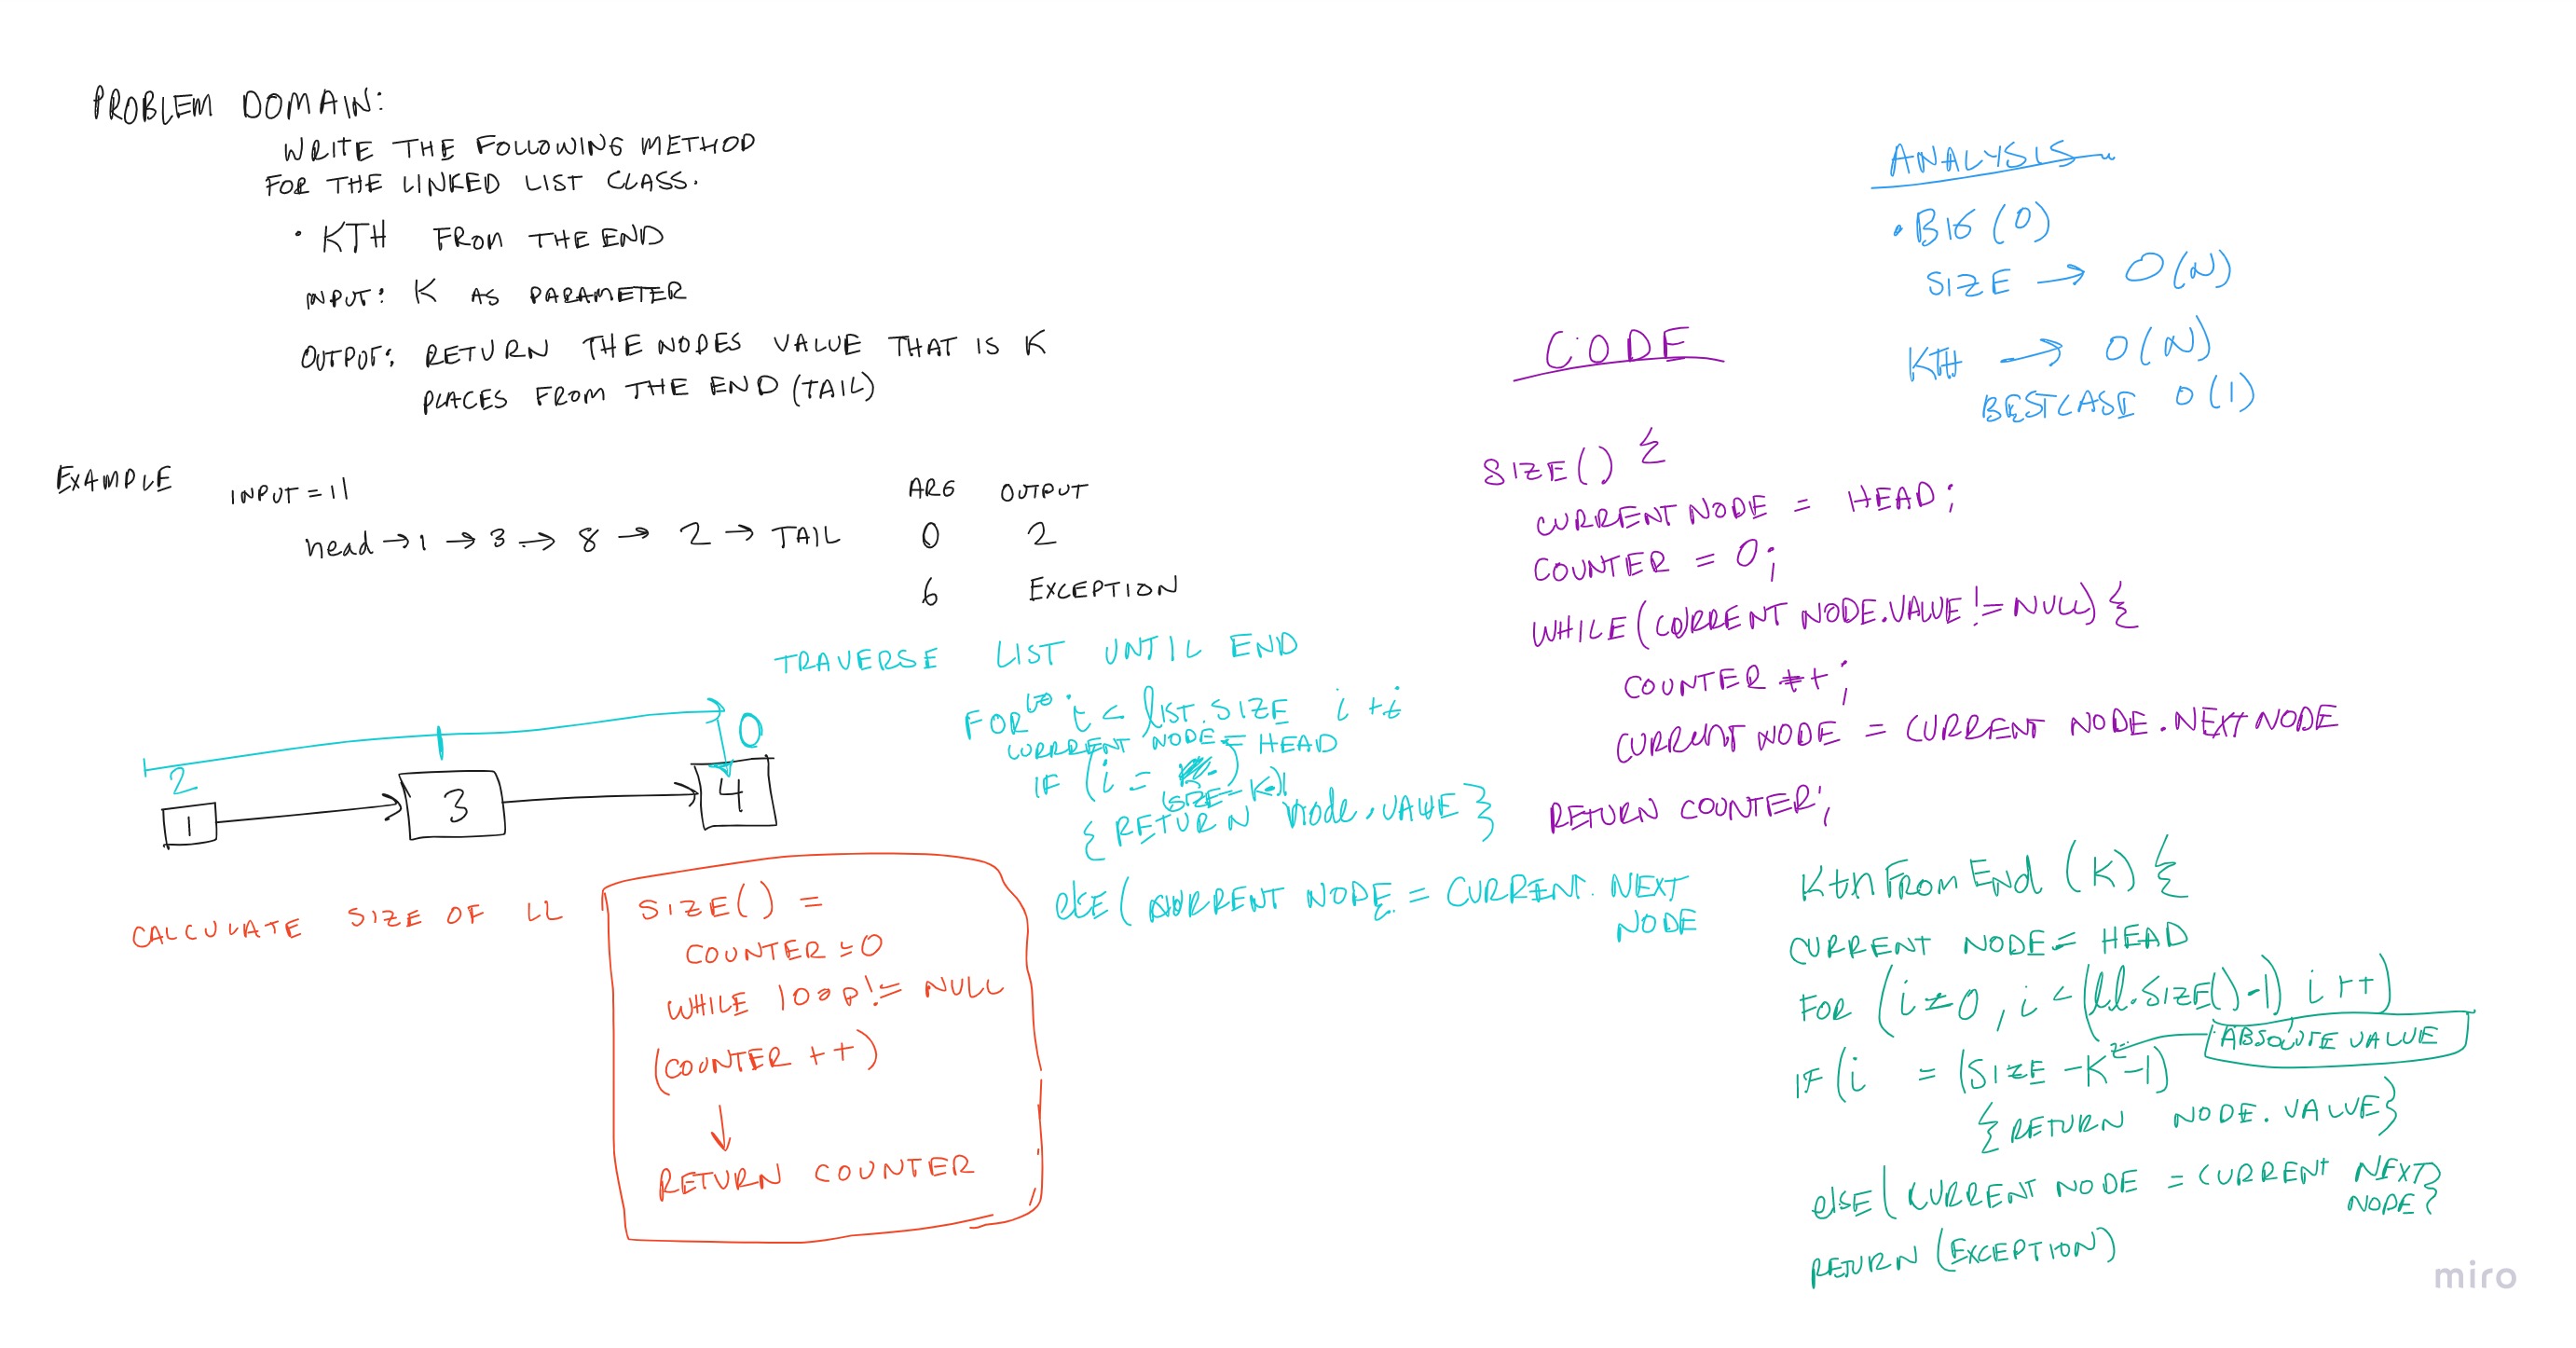 PROBLEM DOMAIN:
WRITE THE FOLLOWING METHOD
FOR THE LINKED LIST CLASS.
• KTH FROM THE END
INPUT: K AS PARAMETER
OUTPUT: RETURN THE NODES VALUE THAT IS K
PLACES FROM THE END (TAIL)
EXAMPLE
INPUT = ll
head → 1 → 3 → 8 → 2 → TAIL
ARG OUTPUT
0 2
6 EXCEPTION
TRAVERSE LIST UNTIL END
FOR i < list.SIZE i ++
CURRENT NODE = HEAD
IF (i = )
(SIZE - K)
{ RETURN node.VALUE }
else ( CURRENT NODE = CURRENT. NEXT
NODE
2 0
1 3 4
CALCULATE SIZE OF LL
SIZE() =
COUNTER = 0
WHILE loop != NULL
(COUNTER ++)
↓
RETURN COUNTER
CODE
SIZE() {
CURRENT NODE = HEAD;
COUNTER = 0;
WHILE (CURRENT NODE.VALUE != NULL) {
COUNTER ++;
CURRENT NODE = CURRENT NODE.NEXT NODE
RETURN COUNTER;
KthFromEnd (K) {
CURRENT NODE = HEAD
FOR (i=0, i < (ll.SIZE()-1) i++)
ABSOLUTE VALUE
IF (i = (SIZE -K -1)
{ RETURN NODE.VALUE}
else ( CURRENT NODE = CURRENT NEXT
NODE}
RETURN (EXCEPTION)
ANALYSIS
• BIG (O)
SIZE → O(N)
KTH → O(N)
BESTCASE O(1)
miro